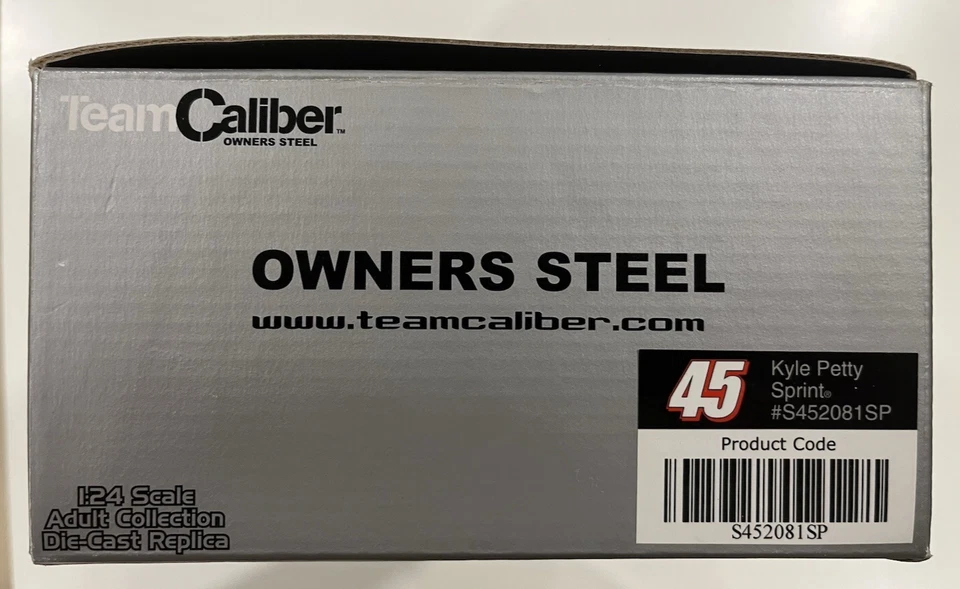 TeamCaliber™
OWNERS STEEL
OWNERS STEEL
www.teamcaliber.com
45
Kyle Petty
Sprint®
#S452081SP
Product Code
S452081SP
1:24 Scale
Adult Collection
Die-Cast Replica